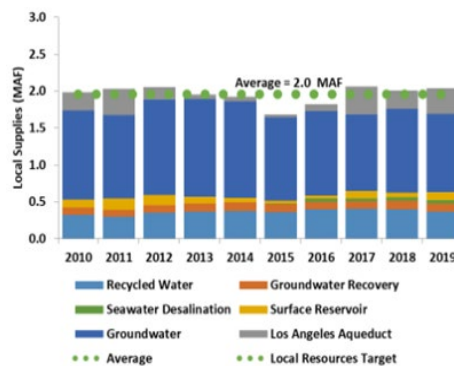 3.0
2.5
Average = 2.0 MAF
2.0
1.5
1.0
0.5
0.0
Local Supplies (MAF)
2010 2011 2012 2013 2014 2015 2016 2017 2018 2019
Recycled Water Groundwater Recovery
Seawater Desalination Surface Reservoir
Groundwater Los Angeles Aqueduct
Average Local Resources Target